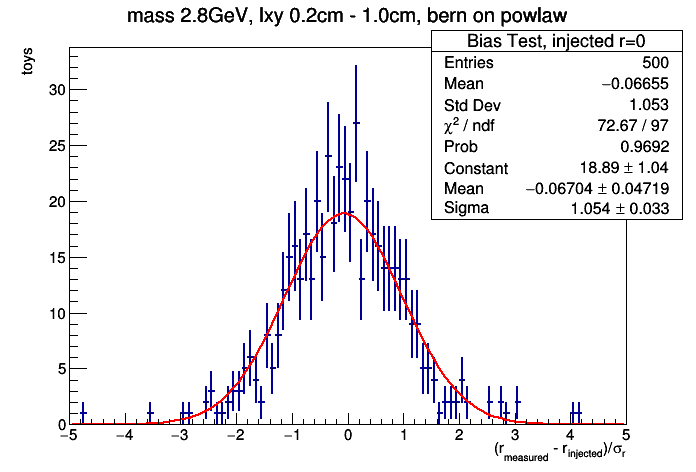 mass 2.8GeV, lxy 0.2cm - 1.0cm, bern on powlaw
Bias Test, injected r=0
Entries 500
Mean −0.06655
Std Dev 1.053
χ² / ndf 72.67 / 97
Prob 0.9692
Constant 18.89 ± 1.04
Mean −0.06704 ± 0.04719
Sigma 1.054 ± 0.033
toys
30
25
20
15
10
5
0
−5 −4 −3 −2 −1 0 1 2 3 4 5
(r_measured - r_injected)/σ_r